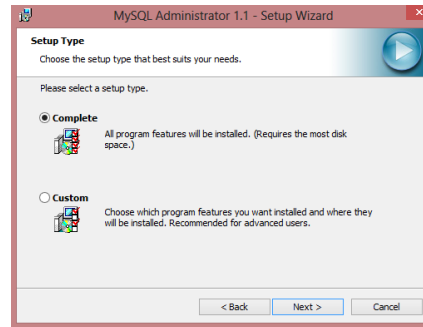 MySQL Administrator 1.1 - Setup Wizard
Setup Type
Choose the setup type that best suits your needs.
Please select a setup type.
Complete
All program features will be installed. (Requires the most disk
space.)
Custom
Choose which program features you want installed and where they
will be installed. Recommended for advanced users.
< Back Next > Cancel